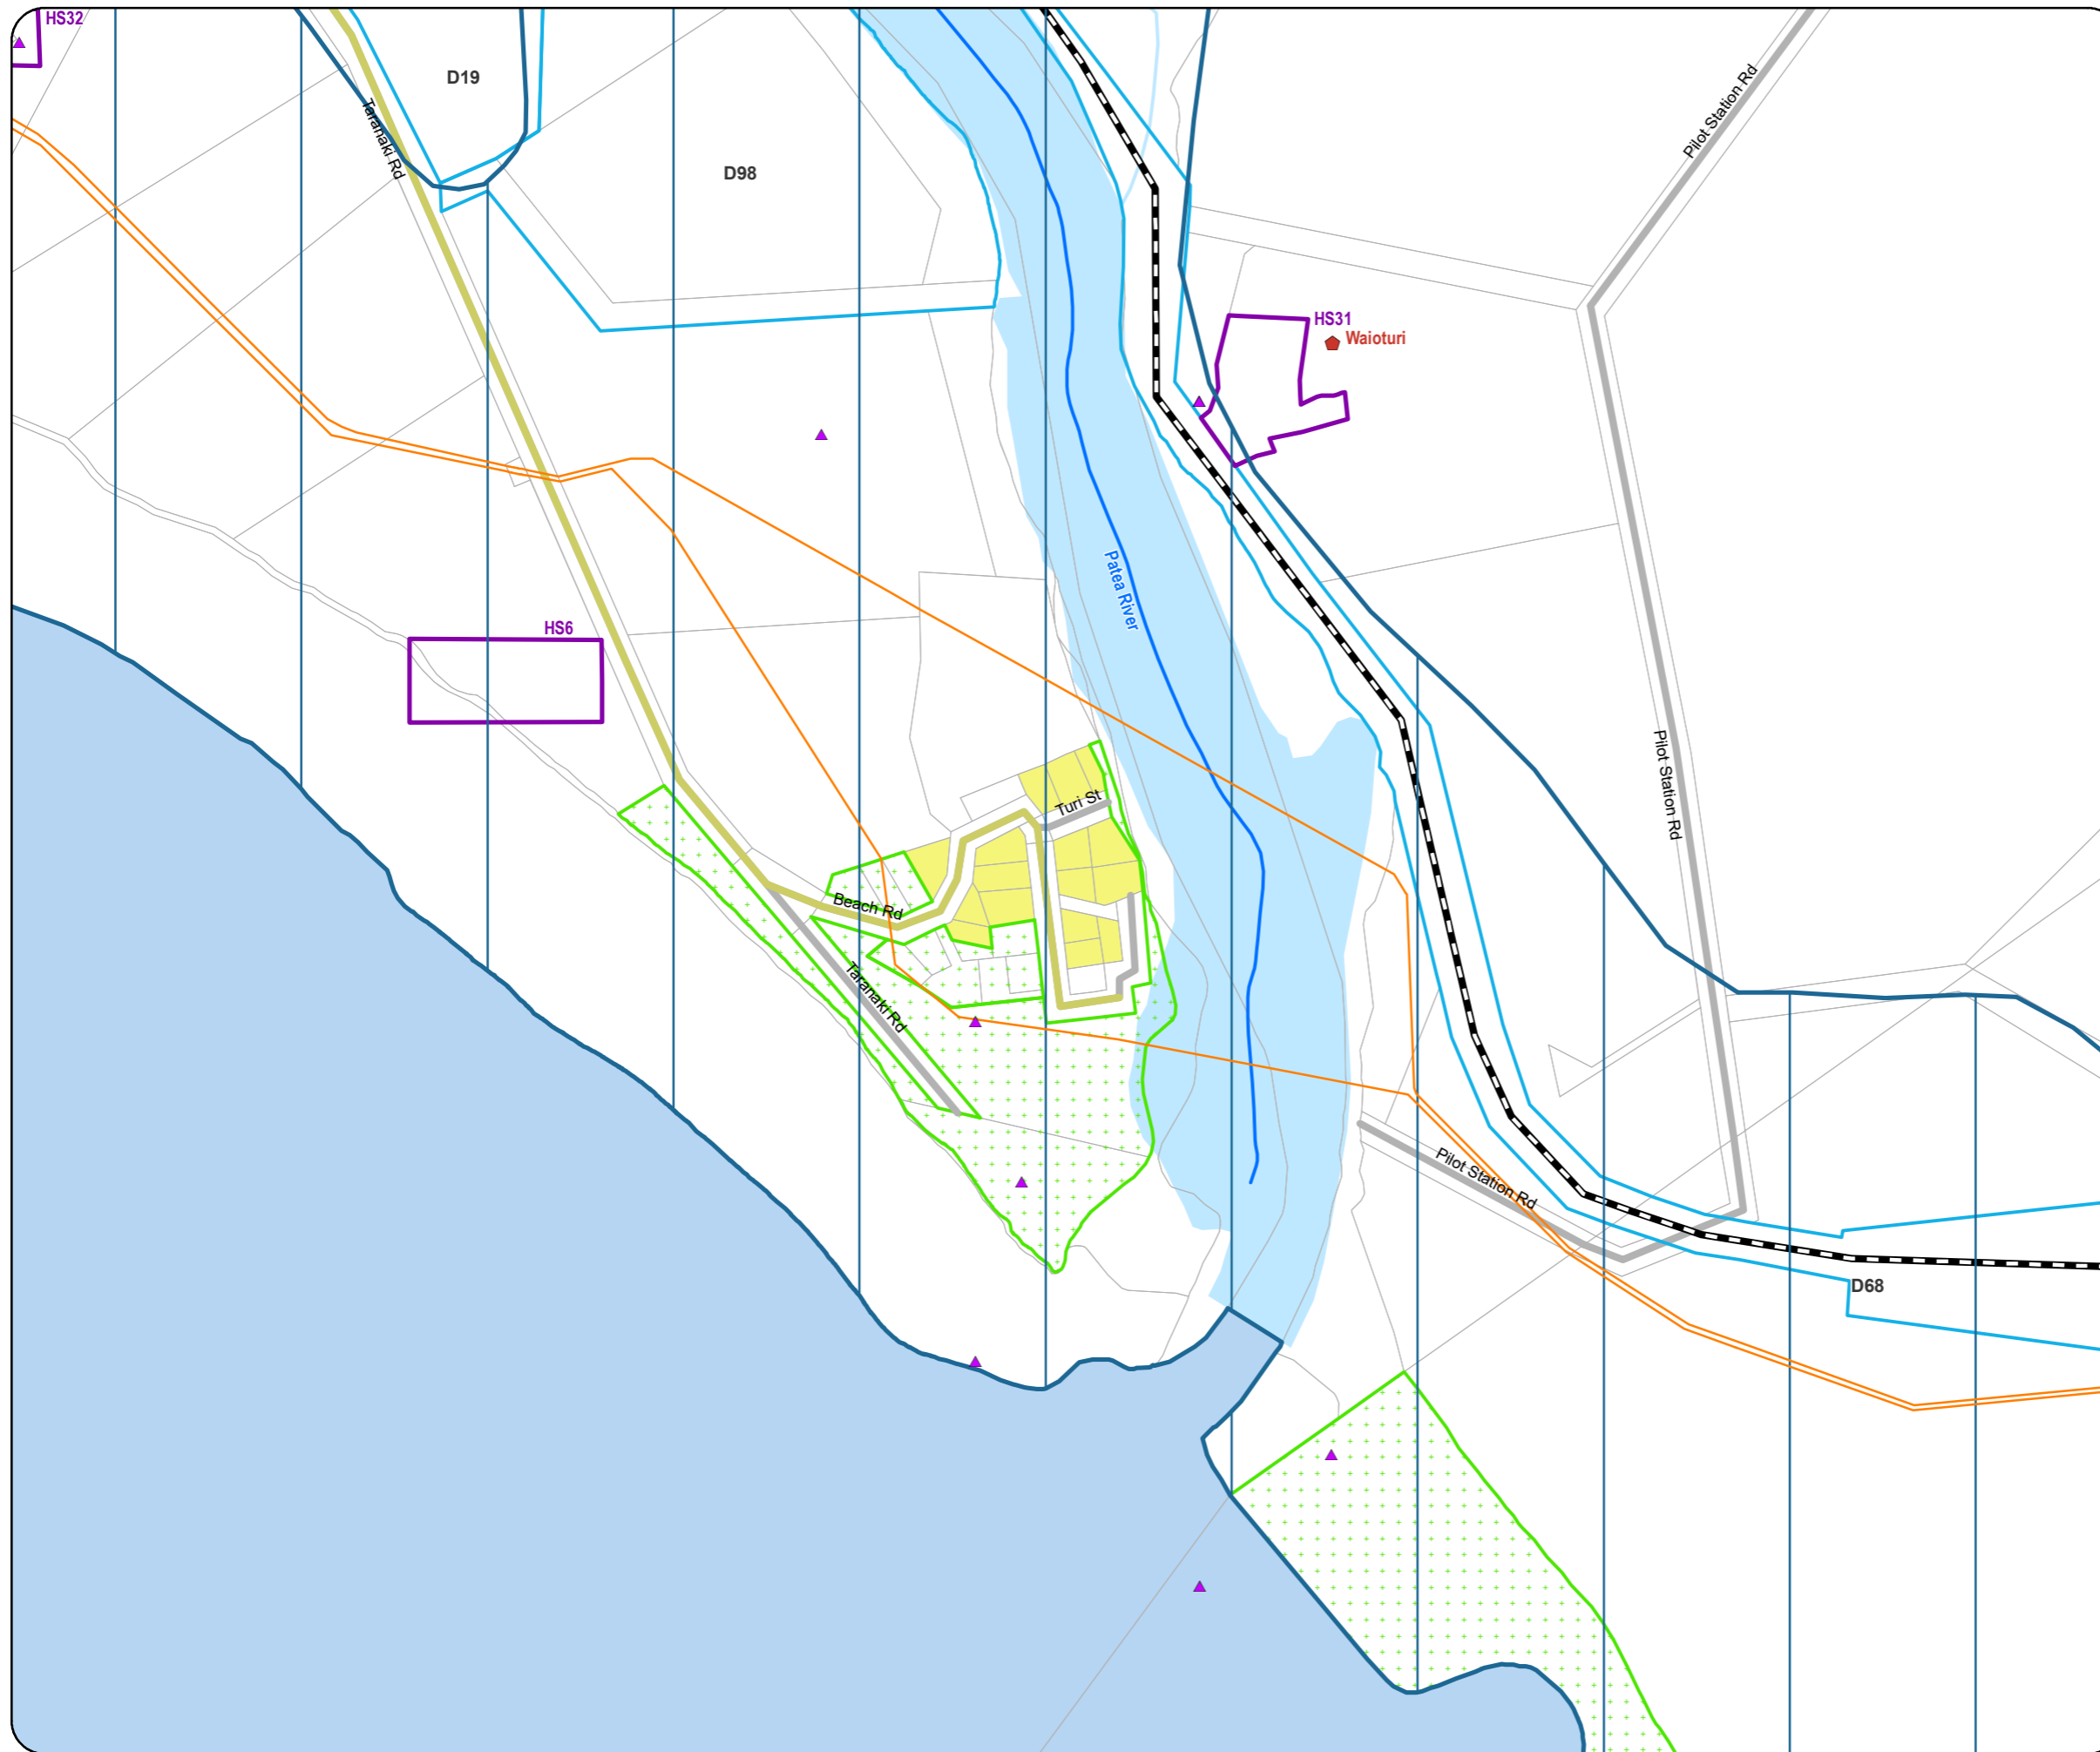 HS32
D19
Pilot Station Rd
Taranaki Rd
D98
HS31
Waioturi
Patea River
HS6
Pilot Station Rd
Turi St
Beach Rd
Taranaki Rd
Pilot Station Rd
D68